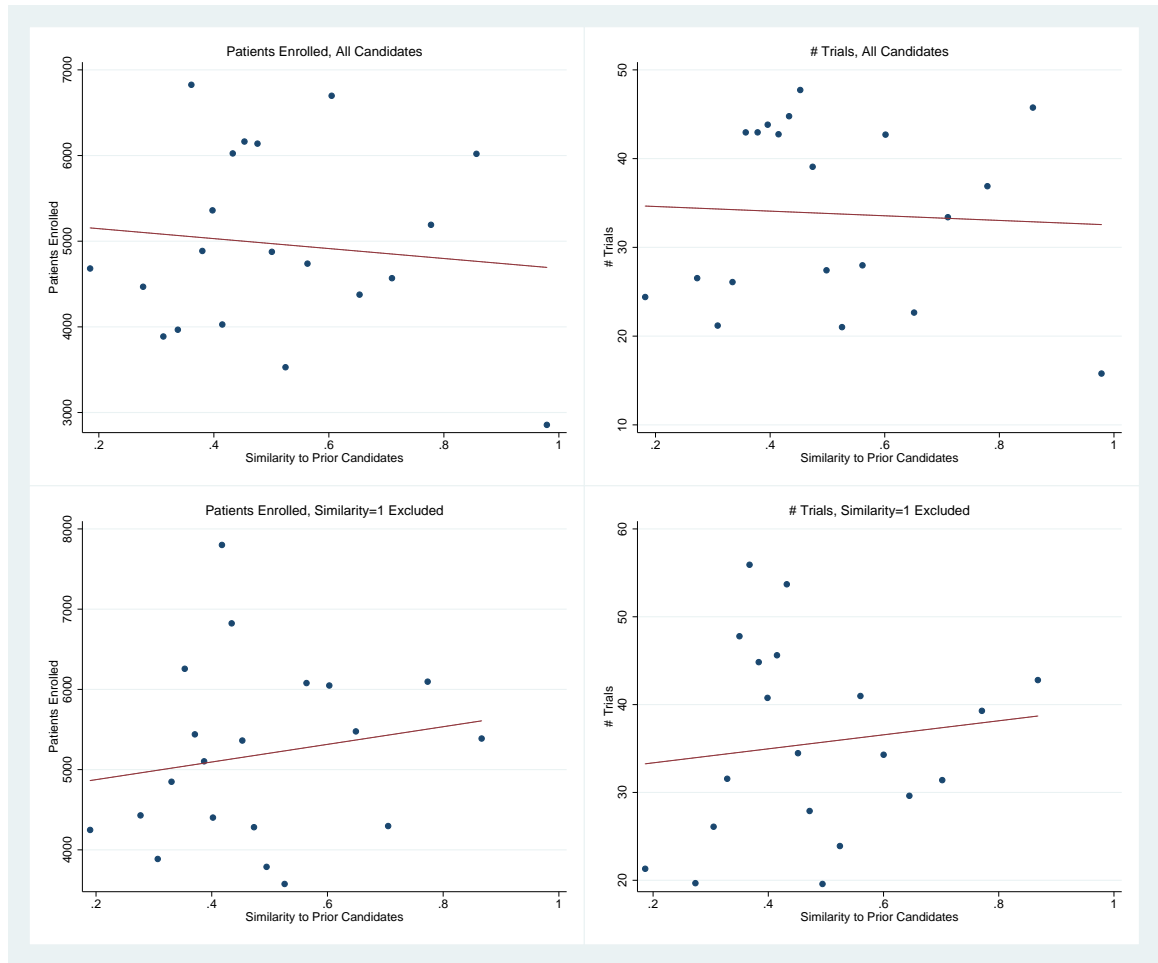 Patients Enrolled, All Candidates
Patients Enrolled
7000
6000
5000
4000
3000
.2 .4 .6 .8 1
Similarity to Prior Candidates
# Trials, All Candidates
# Trials
50
40
30
20
10
.2 .4 .6 .8 1
Similarity to Prior Candidates
Patients Enrolled, Similarity=1 Excluded
Patients Enrolled
8000
7000
6000
5000
4000
.2 .4 .6 .8 1
Similarity to Prior Candidates
# Trials, Similarity=1 Excluded
# Trials
60
50
40
30
20
.2 .4 .6 .8 1
Similarity to Prior Candidates